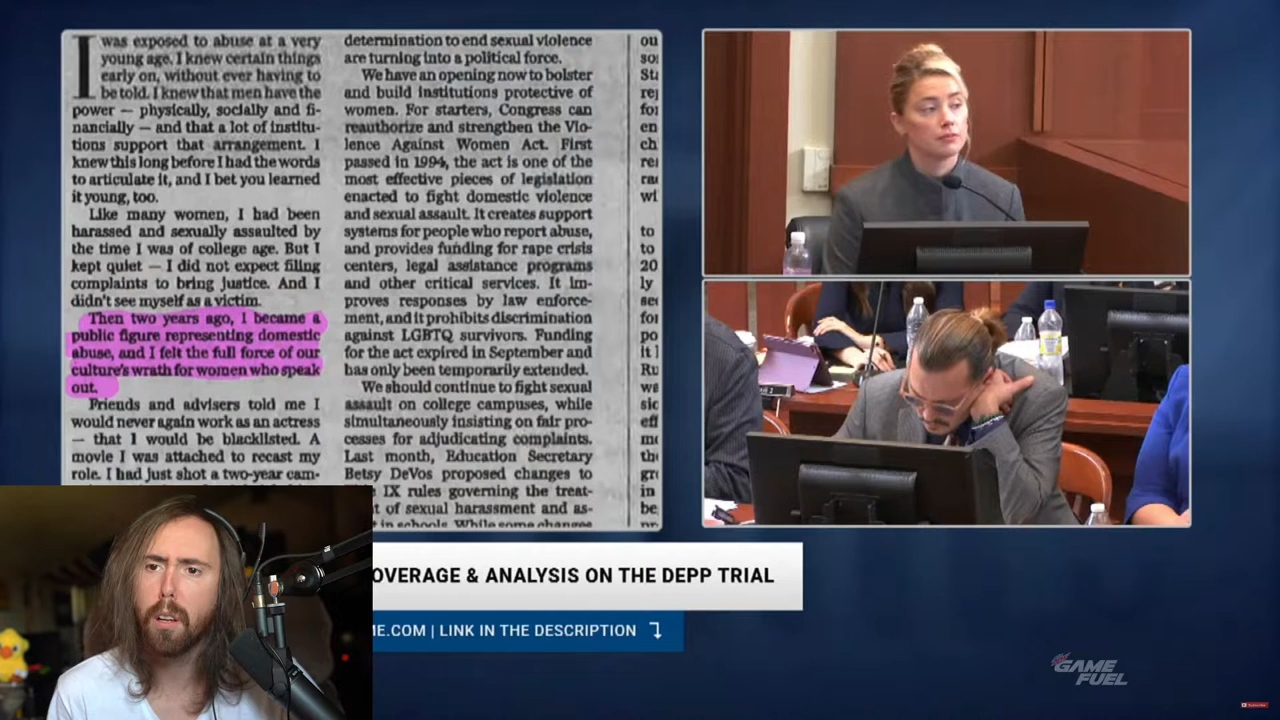 I was exposed to abuse at a very
young age. I knew certain things
early on, without ever having to
be told. I knew that men have the
power — physically, socially and fi-
nancially — and that a lot of institu-
tions support that arrangement. I
knew this long before I had the words
to articulate it, and I bet you learned
it young, too.
Like many women, I had been
harassed and sexually assaulted by
the time I was of college age. But I
kept quiet — I did not expect filing
complaints to bring justice. And I
didn't see myself as a victim.
Then two years ago, I became a
public figure representing domestic
abuse, and I felt the full force of our
culture's wrath for women who speak
out.
Friends and advisers told me I
would never again work as an actress
— that I would be blacklisted. A
movie I was attached to recast my
role. I had just shot a two-year cam-
determination to end sexual violence
are turning into a political force.
We have an opening now to bolster
and build institutions protective of
women. For starters, Congress can
reauthorize and strengthen the Vio-
lence Against Women Act. First
passed in 1994, the act is one of the
most effective pieces of legislation
enacted to fight domestic violence
and sexual assault. It creates support
systems for people who report abuse,
and provides funding for rape crisis
centers, legal assistance programs
and other critical services. It im-
proves responses by law enforce-
ment, and it prohibits discrimination
against LGBTQ survivors. Funding
for the act expired in September and
has only been temporarily extended.
We should continue to fight sexual
assault on college campuses, while
simultaneously insisting on fair pro-
cesses for adjudicating complaints.
Last month, Education Secretary
Betsy DeVos proposed changes to
IX rules governing the treat-
of sexual harassment and as-
in schools. While some changes
OVERAGE & ANALYSIS ON THE DEPP TRIAL
ME.COM | LINK IN THE DESCRIPTION
GAME
FUEL